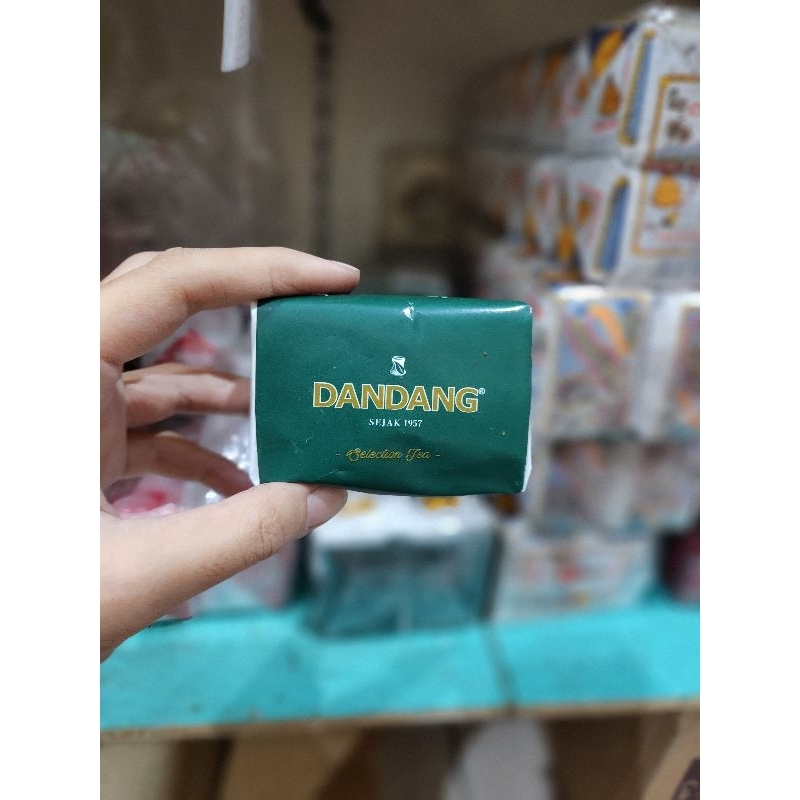 DANDANG®
SEJAK 1957
- Selection Tea -